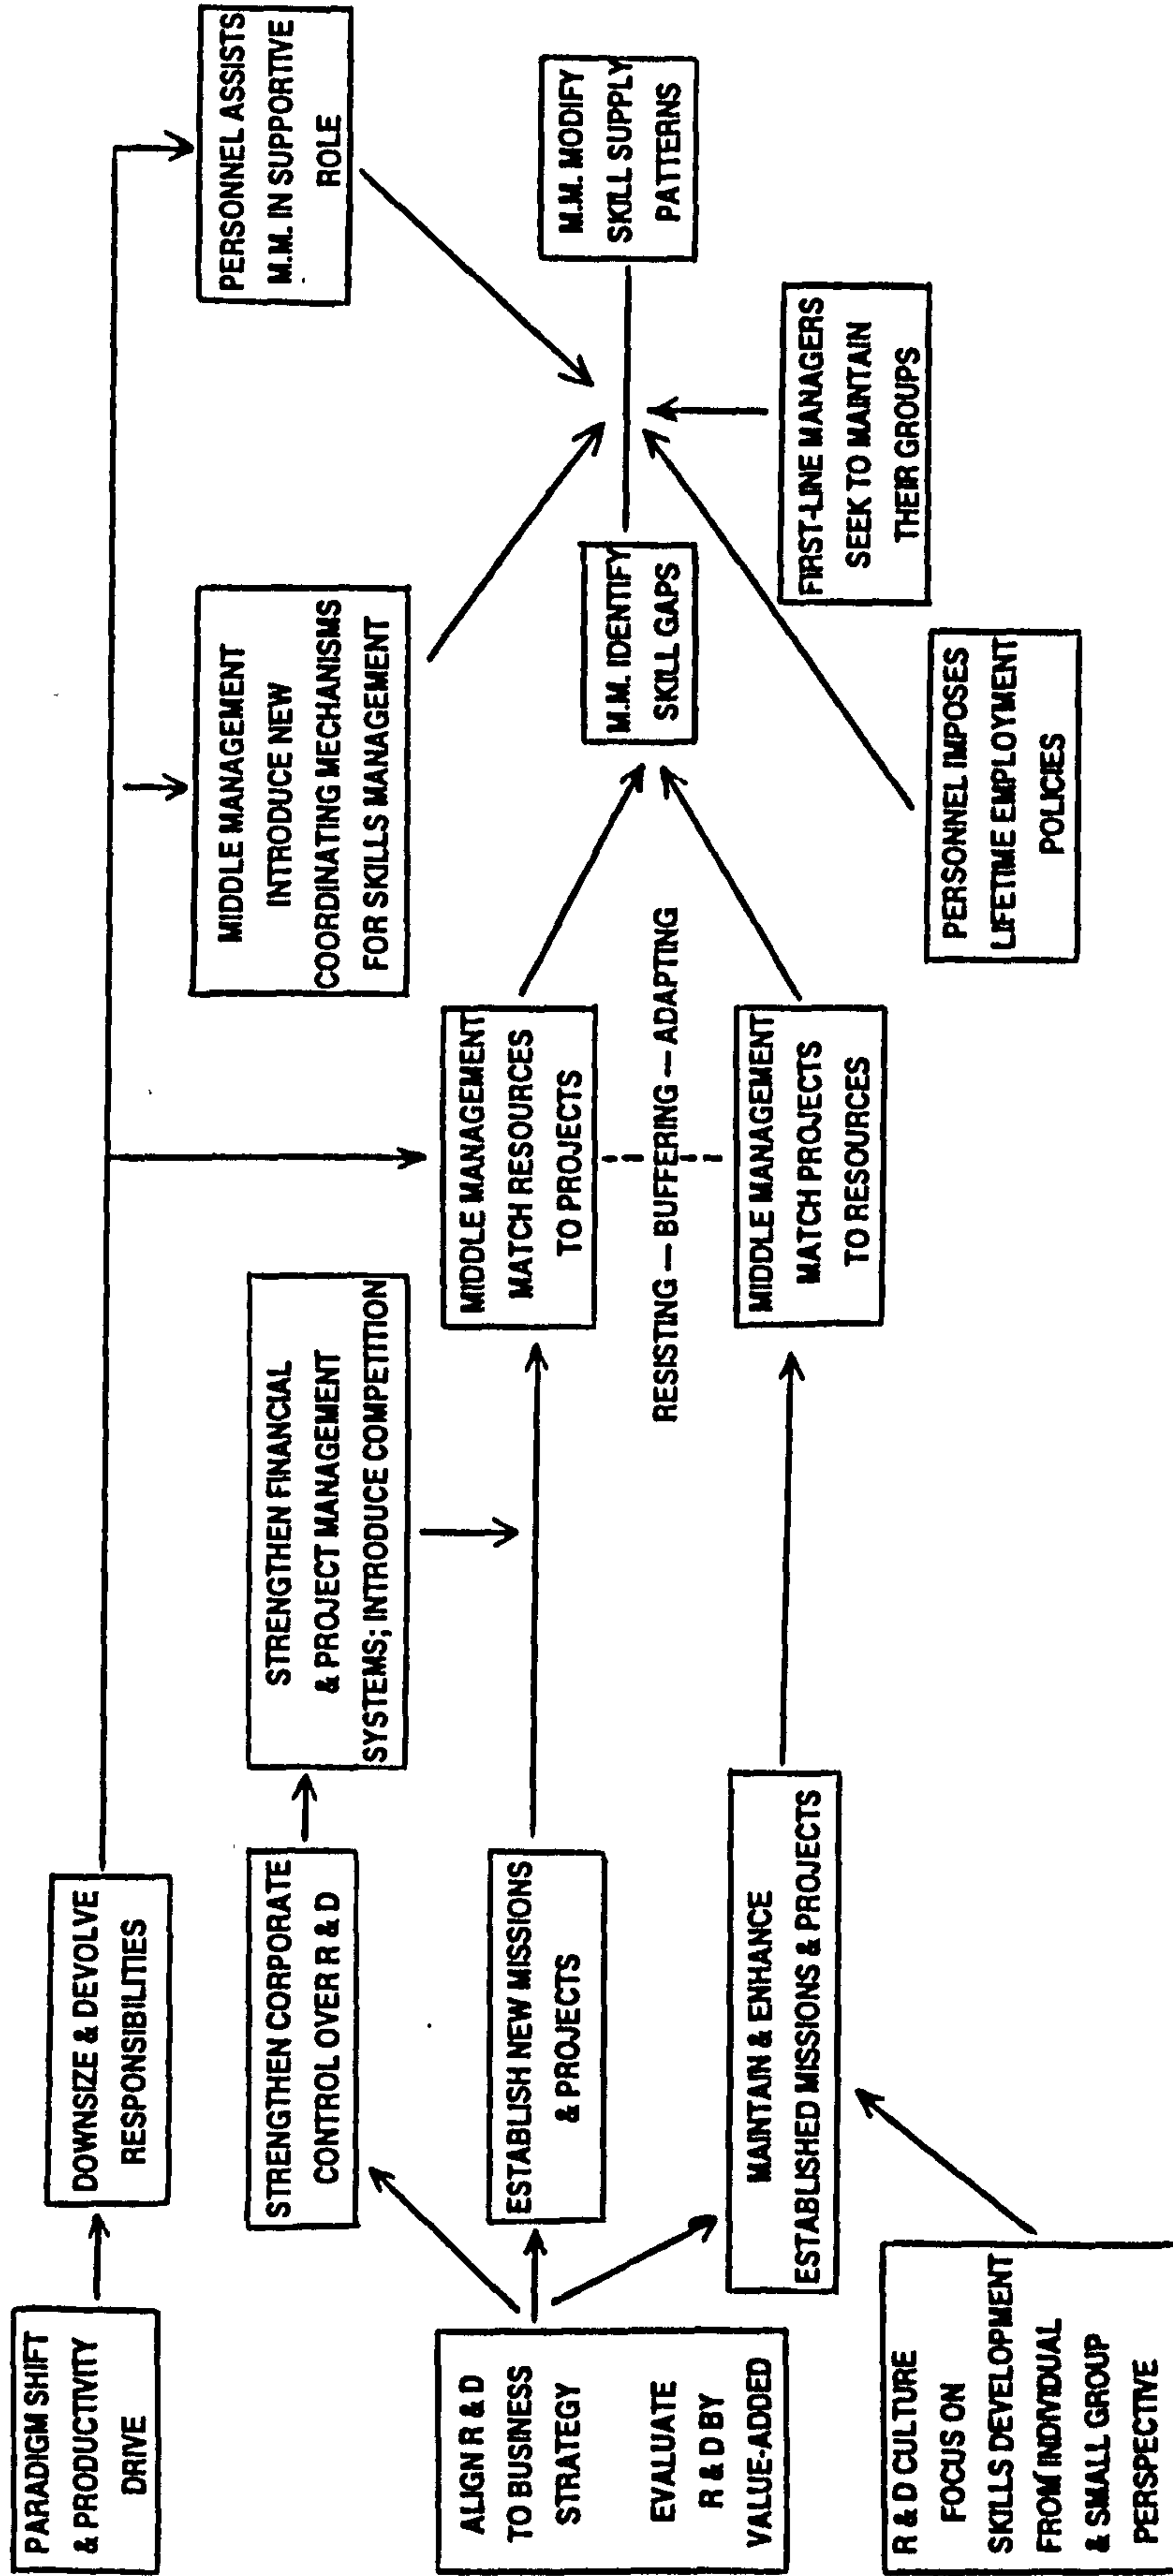 PARADIGM SHIFT
& PRODUCTIVITY
DRIVE
DOWNSIZE & DEVOLVE
RESPONSIBILITIES
ALIGN R & D
TO BUSINESS
STRATEGY
EVALUATE
R & D BY
VALUE-ADDED
STRENGTHEN CORPORATE
CONTROL OVER R & D
STRENGTHEN FINANCIAL
& PROJECT MANAGEMENT
SYSTEMS; INTRODUCE COMPETITION
ESTABLISH NEW MISSIONS
& PROJECTS
MAINTAIN & ENHANCE
ESTABLISHED MISSIONS & PROJECTS
R & D CULTURE
FOCUS ON
SKILLS DEVELOPMENT
FROM INDIVIDUAL
& SMALL GROUP
PERSPECTIVE
MIDDLE MANAGEMENT
MATCH RESOURCES
TO PROJECTS
RESISTING — BUFFERING — ADAPTING
MIDDLE MANAGEMENT
MATCH PROJECTS
TO RESOURCES
MIDDLE MANAGEMENT
INTRODUCE NEW
COORDINATING MECHANISMS
FOR SKILLS MANAGEMENT
M.M. IDENTIFY
SKILL GAPS
PERSONNEL IMPOSES
LIFETIME EMPLOYMENT
POLICIES
FIRST-LINE MANAGERS
SEEK TO MAINTAIN
THEIR GROUPS
PERSONNEL ASSISTS
M.M. IN SUPPORTIVE
ROLE
M.M. MODIFY
SKILL SUPPLY
PATTERNS